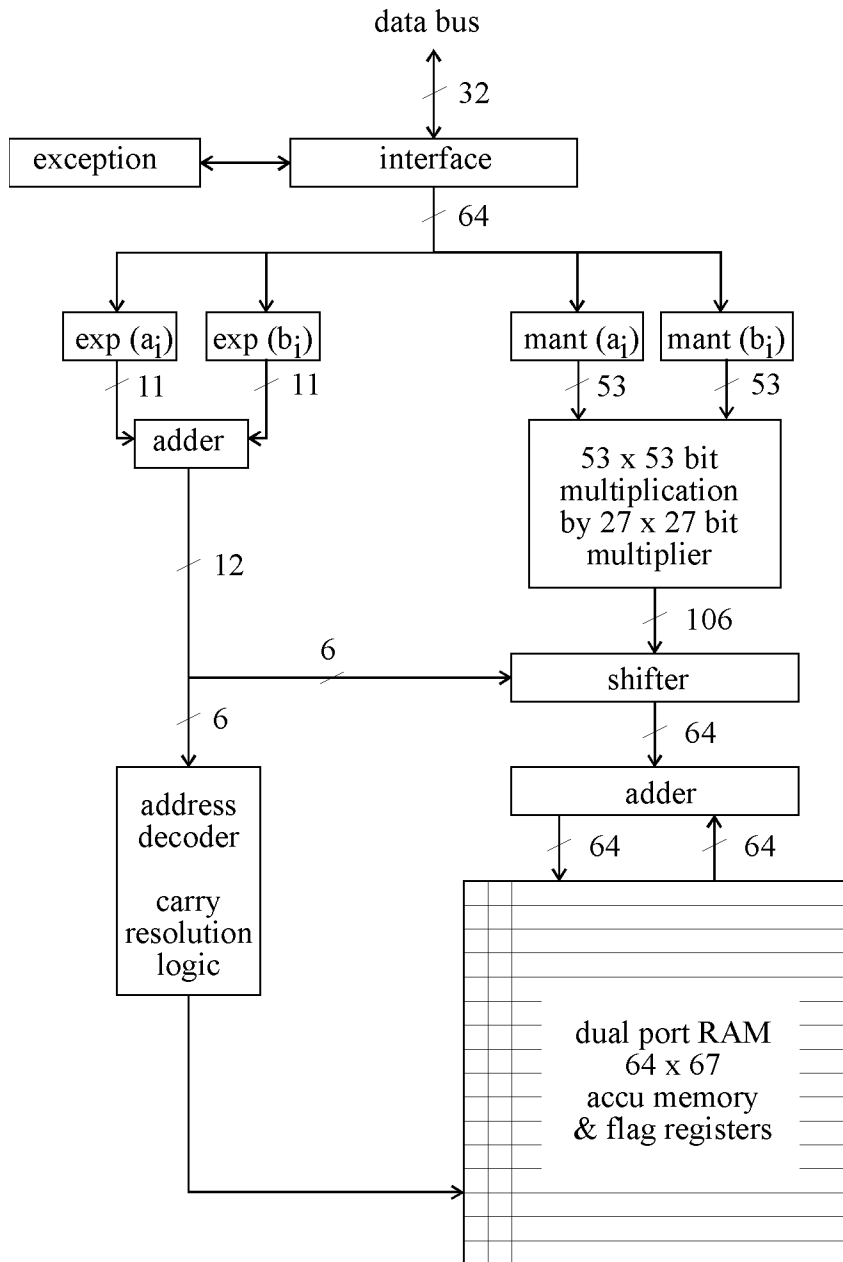 data bus
32
exception
interface
64
exp (ai)
exp (bi)
mant (ai)
mant (bi)
11
11
53
53
adder
53 x 53 bit
multiplication
by 27 x 27 bit
multiplier
12
106
6
shifter
6
64
address
decoder
carry
resolution
logic
adder
64
64
dual port RAM
64 x 67
accu memory
& flag registers